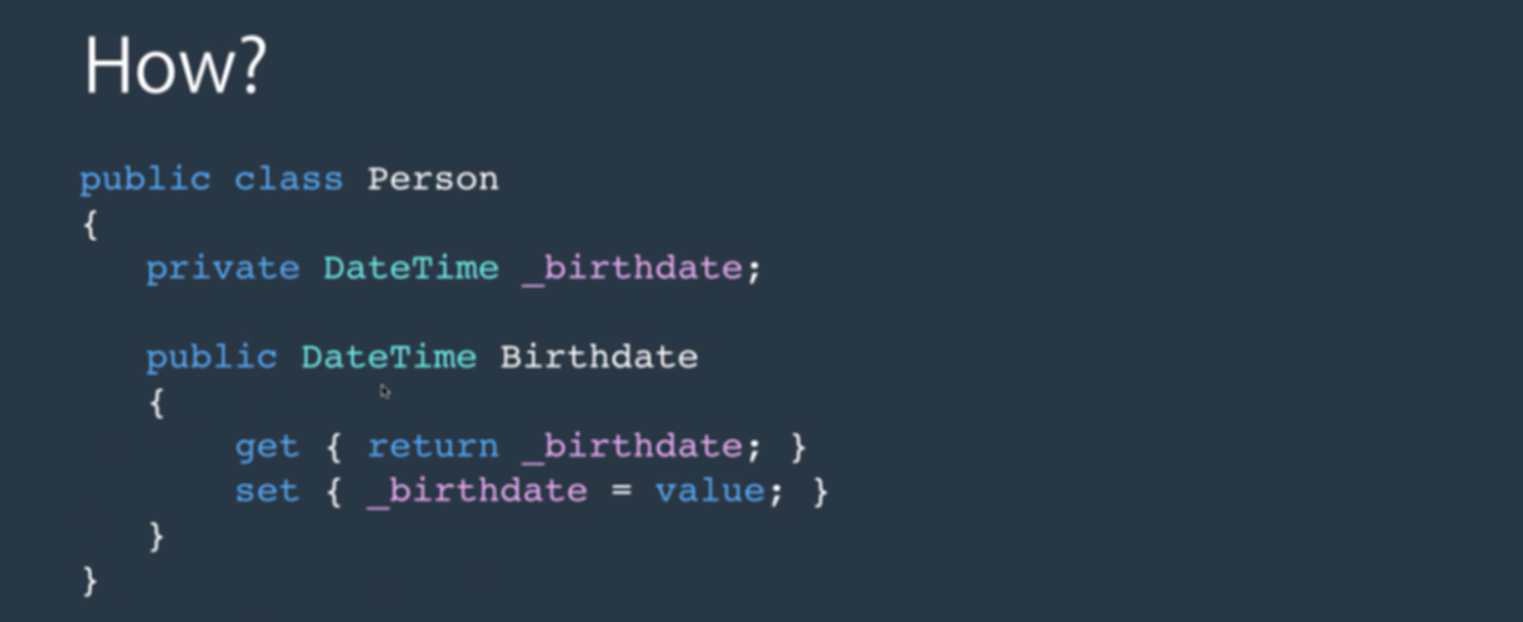 How?
public class Person
{
private DateTime _birthdate;
public DateTime Birthdate
{
get { return _birthdate; }
set { _birthdate = value; }
}
}